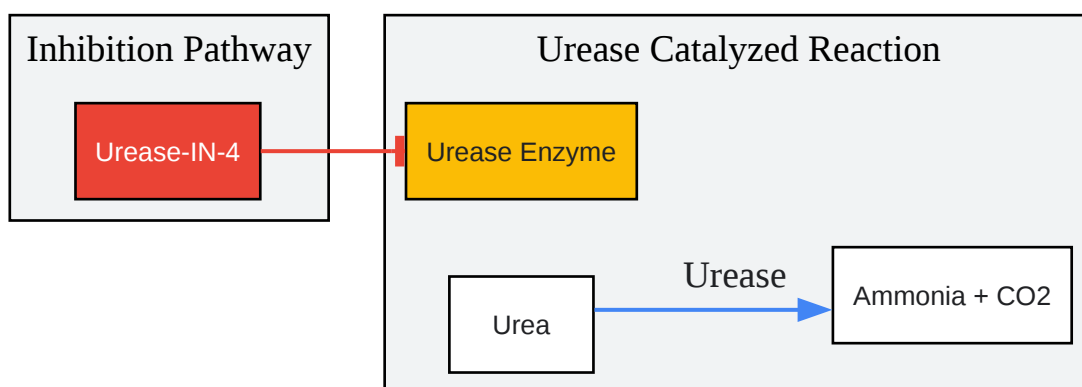 Inhibition Pathway
Urease Catalyzed Reaction
Urease-IN-4
Urease Enzyme
Urease
Urea
Ammonia + CO2